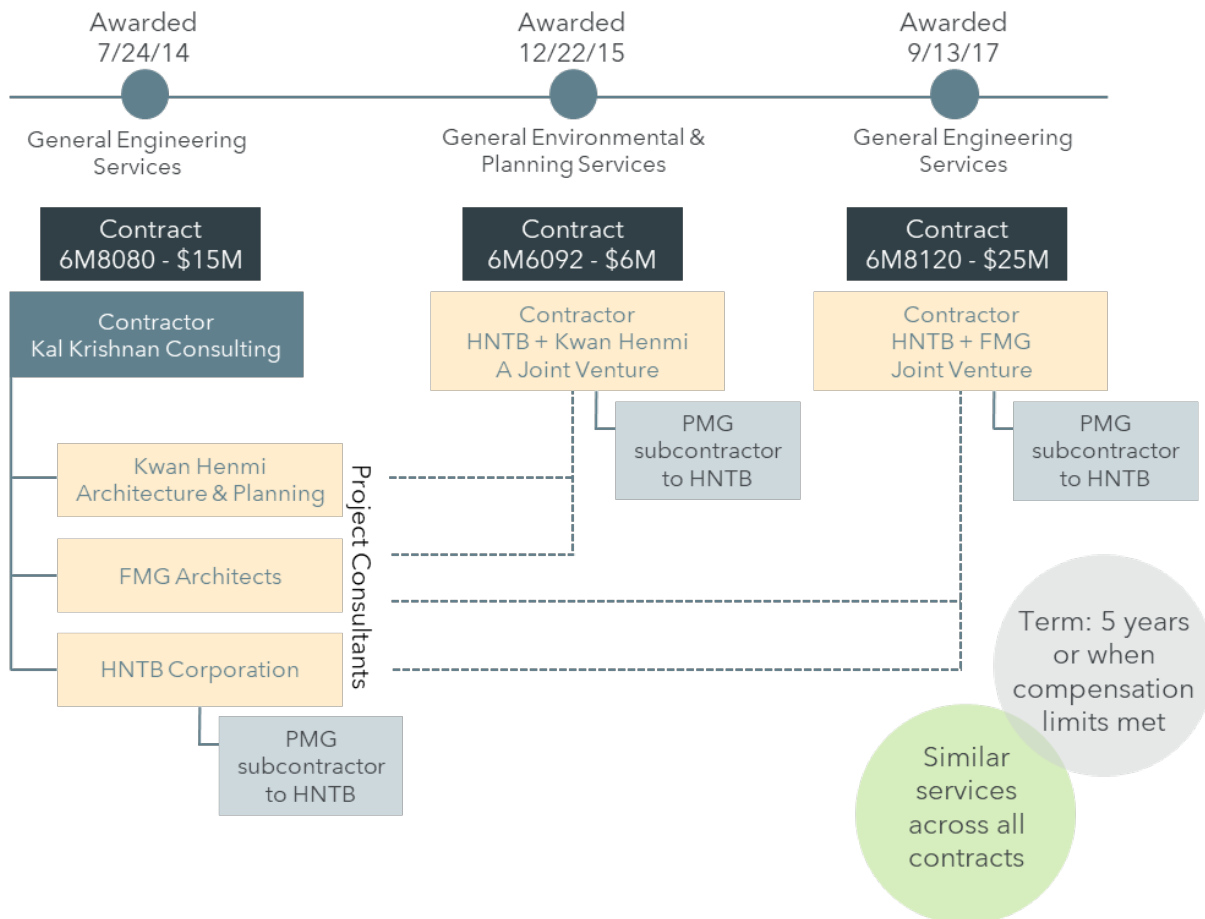 Awarded
7/24/14
Awarded
12/22/15
Awarded
9/13/17
General Engineering
Services
General Environmental &
Planning Services
General Engineering
Services
Contract
6M8080 - $15M
Contract
6M6092 - $6M
Contract
6M8120 - $25M
Contractor
Kal Krishnan Consulting
Contractor
HNTB + Kwan Henmi
A Joint Venture
Contractor
HNTB + FMG
Joint Venture
PMG
subcontractor
to HNTB
PMG
subcontractor
to HNTB
Kwan Henmi
Architecture & Planning
FMG Architects
HNTB Corporation
Project Consultants
PMG
subcontractor
to HNTB
Term: 5 years
or when
compensation
limits met
Similar
services
across all
contracts